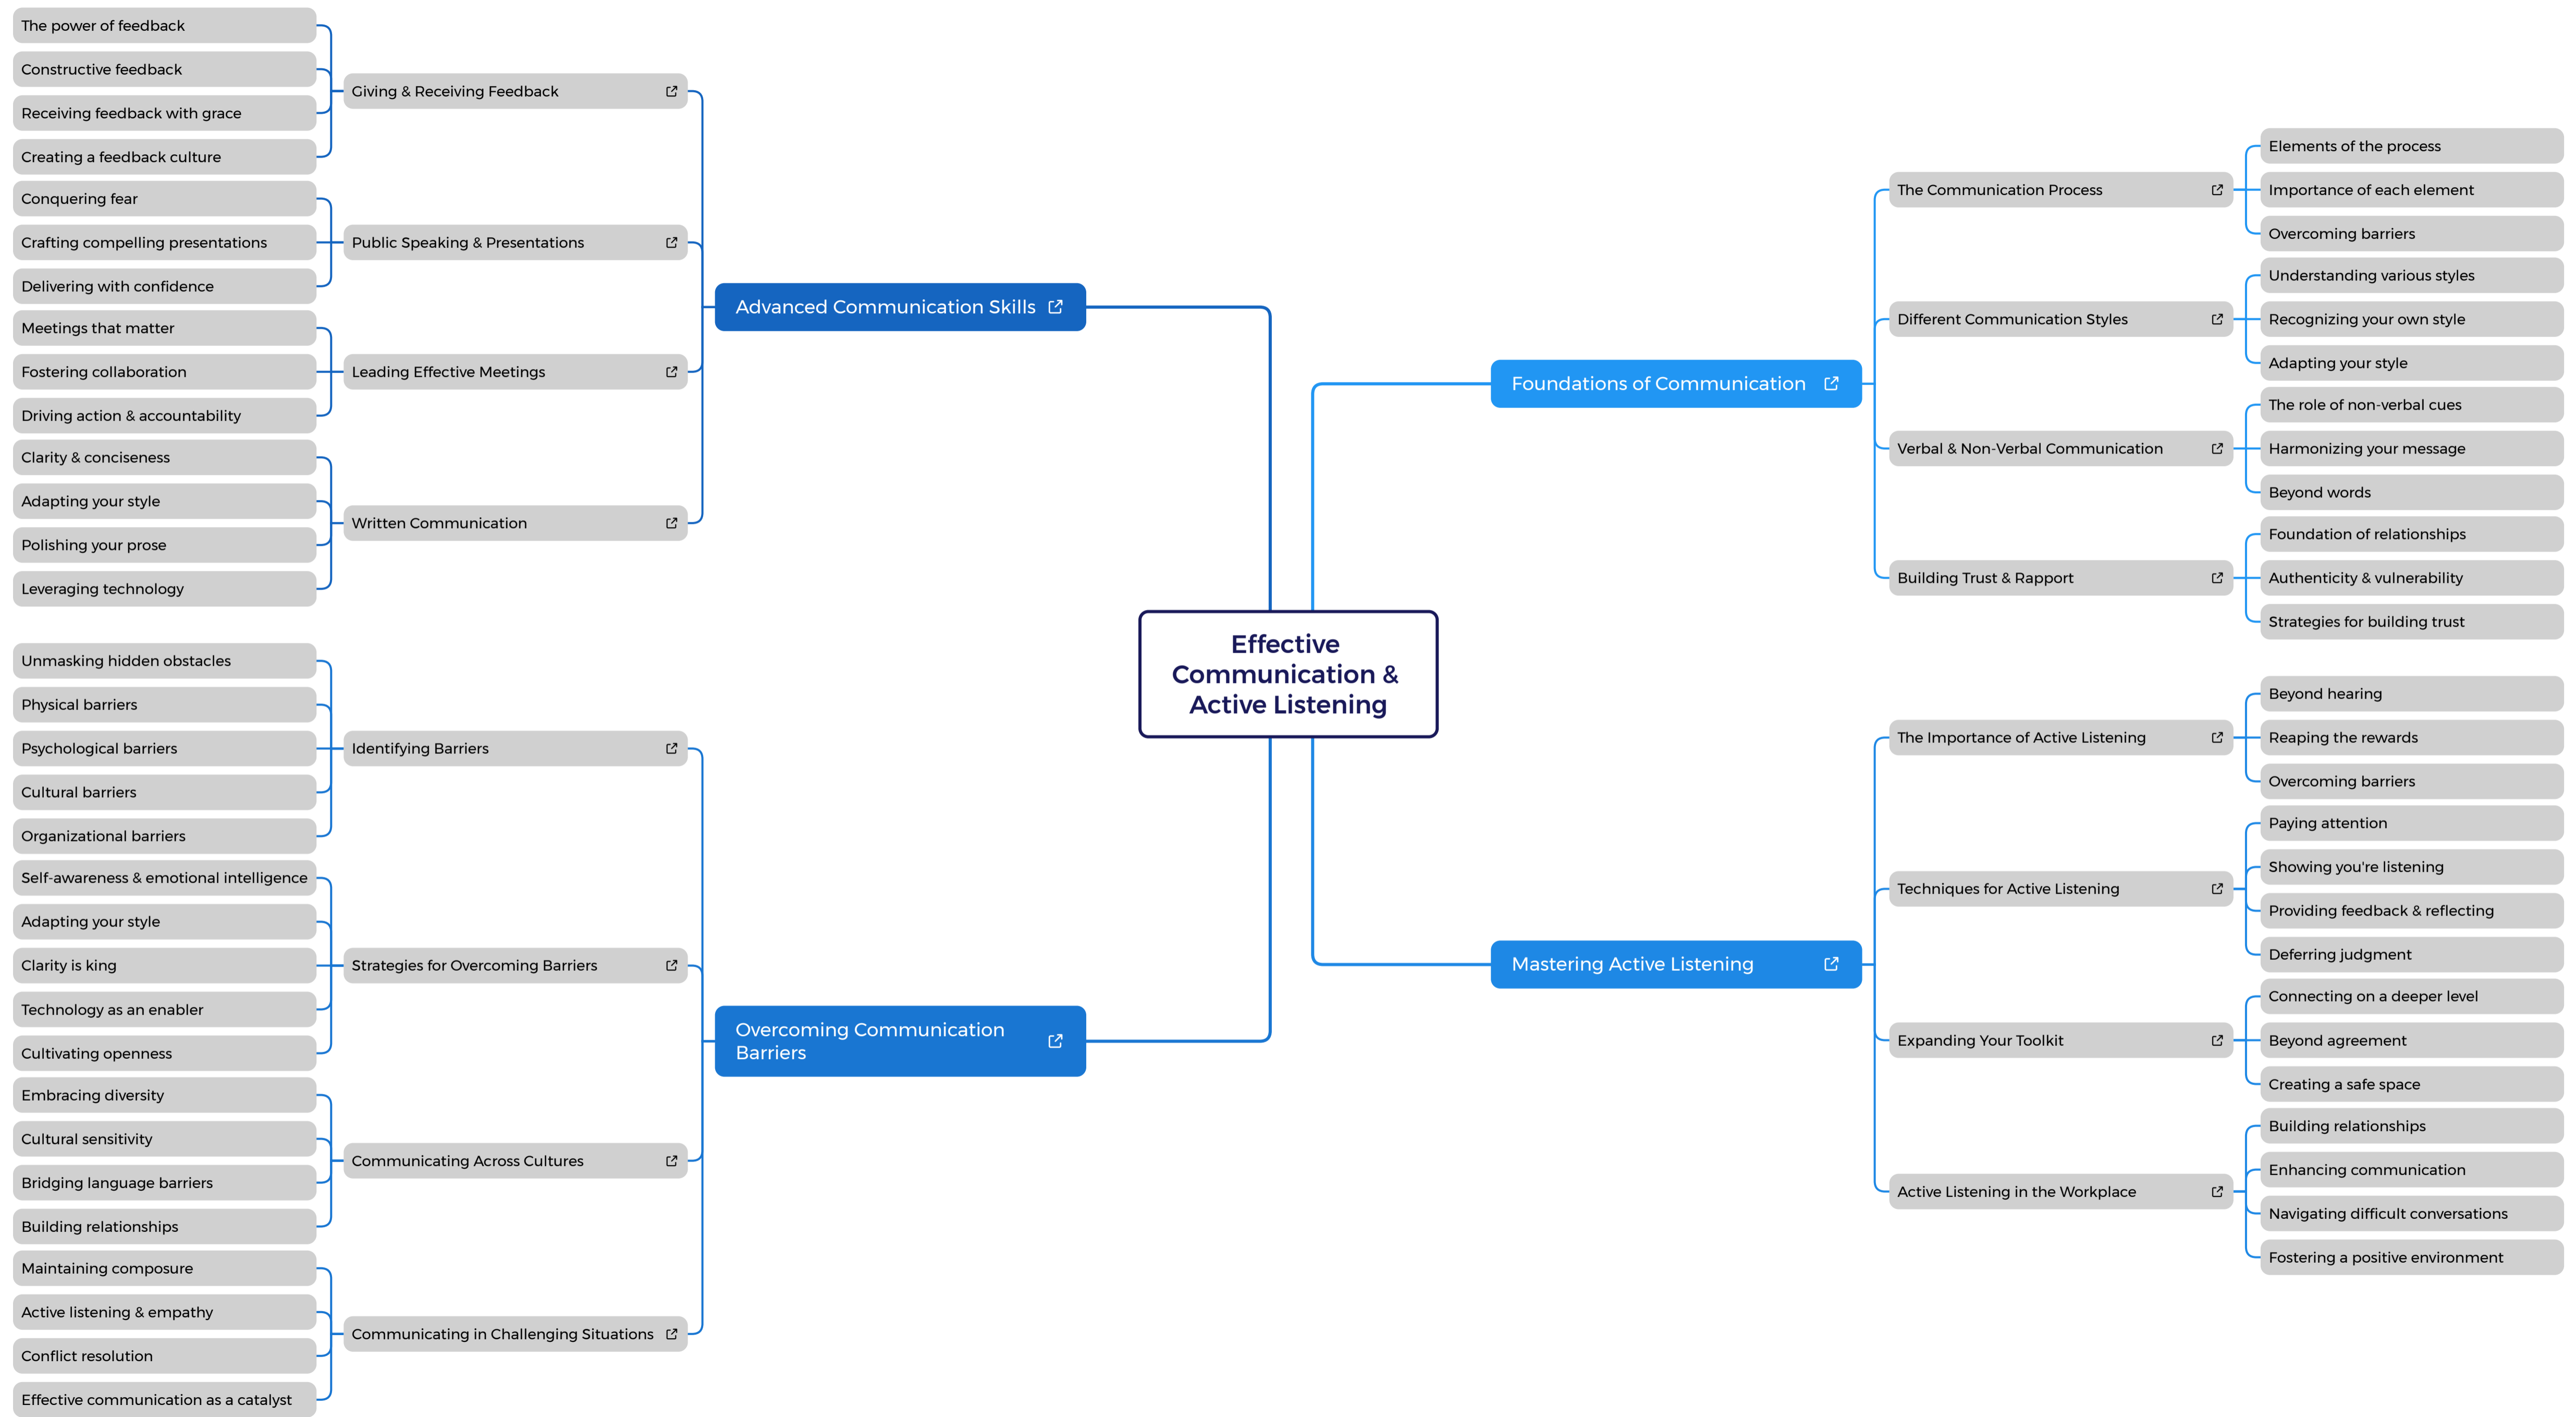 Effective
Communication &
Active Listening
Foundations of Communication
The Communication Process
Elements of the process
Importance of each element
Overcoming barriers
Different Communication Styles
Understanding various styles
Recognizing your own style
Adapting your style
Verbal & Non-Verbal Communication
The role of non-verbal cues
Harmonizing your message
Beyond words
Building Trust & Rapport
Foundation of relationships
Authenticity & vulnerability
Strategies for building trust
Mastering Active Listening
The Importance of Active Listening
Beyond hearing
Reaping the rewards
Overcoming barriers
Techniques for Active Listening
Paying attention
Showing you're listening
Providing feedback & reflecting
Deferring judgment
Expanding Your Toolkit
Connecting on a deeper level
Beyond agreement
Creating a safe space
Active Listening in the Workplace
Building relationships
Enhancing communication
Navigating difficult conversations
Fostering a positive environment
Overcoming Communication
Barriers
Identifying Barriers
Unmasking hidden obstacles
Physical barriers
Psychological barriers
Cultural barriers
Organizational barriers
Strategies for Overcoming Barriers
Self-awareness & emotional intelligence
Adapting your style
Clarity is king
Technology as an enabler
Cultivating openness
Communicating Across Cultures
Embracing diversity
Cultural sensitivity
Bridging language barriers
Building relationships
Communicating in Challenging Situations
Maintaining composure
Active listening & empathy
Conflict resolution
Effective communication as a catalyst
Advanced Communication Skills
Giving & Receiving Feedback
The power of feedback
Constructive feedback
Receiving feedback with grace
Creating a feedback culture
Public Speaking & Presentations
Conquering fear
Crafting compelling presentations
Delivering with confidence
Leading Effective Meetings
Meetings that matter
Fostering collaboration
Driving action & accountability
Written Communication
Clarity & conciseness
Adapting your style
Polishing your prose
Leveraging technology